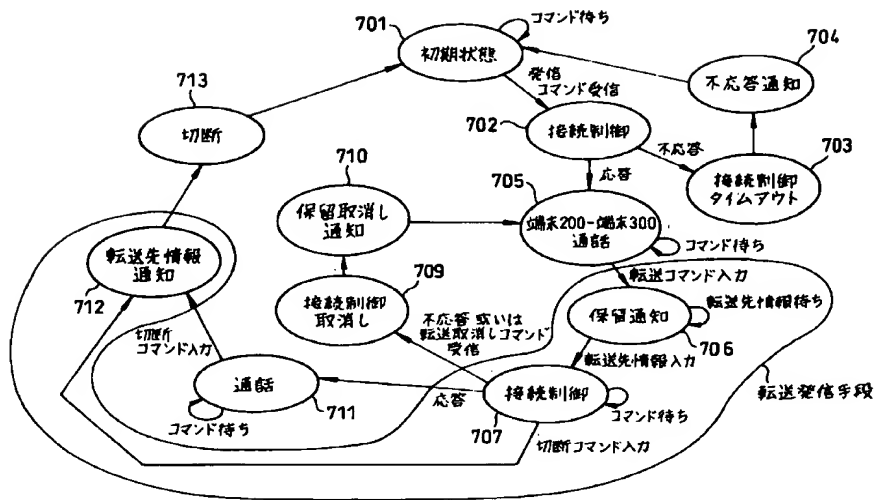 701
コマンド待ち
初期状態
704
不応答通知
713
切断
発信
コマンド受信
702
接続制御
不応答
703
接続制御
タイムアウト
応答
710
保留取消し
通知
705
端末200-端末300
通話
コマンド待ち
転送コマンド入力
転送先情報
通知
712
709
接続制御
取消し
不応答或いは
転送取消しコマンド
受信
保留通知
転送先情報待ち
706
転送先情報入力
切断
コマンド入力
通話
711
コマンド待ち
応答
接続制御
707
コマンド待ち
切断コマンド入力
転送発信手段